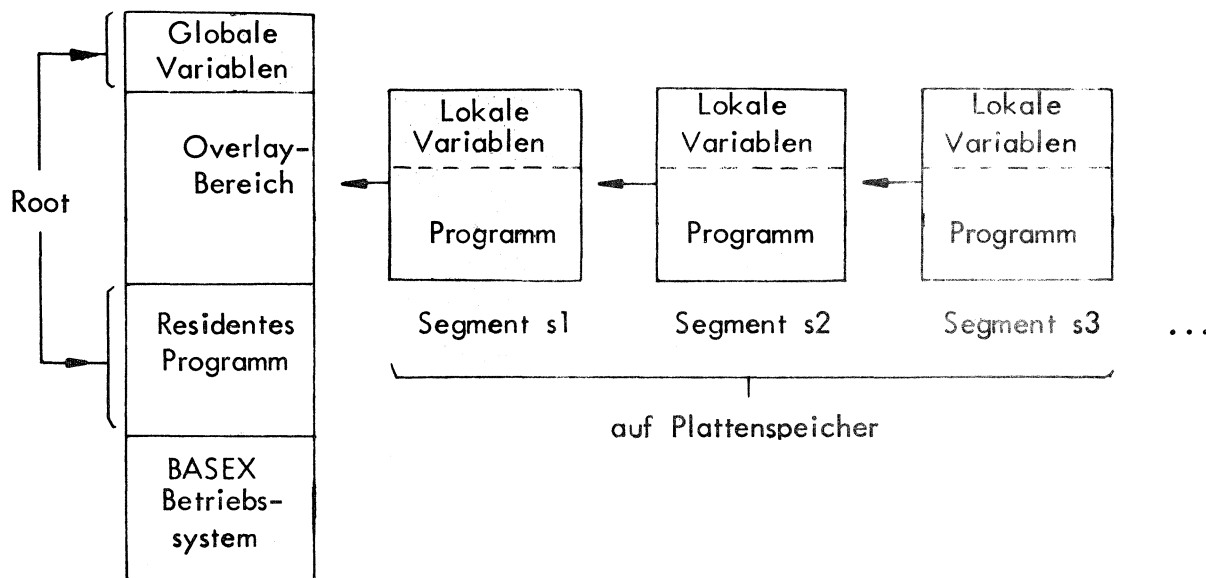 Globale
Variablen
Overlay-
Bereich
Root
Residentes
Programm
BASEX
Betriebs-
system
Lokale
Variablen
Programm
Segment s1
Lokale
Variablen
Programm
Segment s2
Lokale
Variablen
Programm
Segment s3
...
auf Plattenspeicher